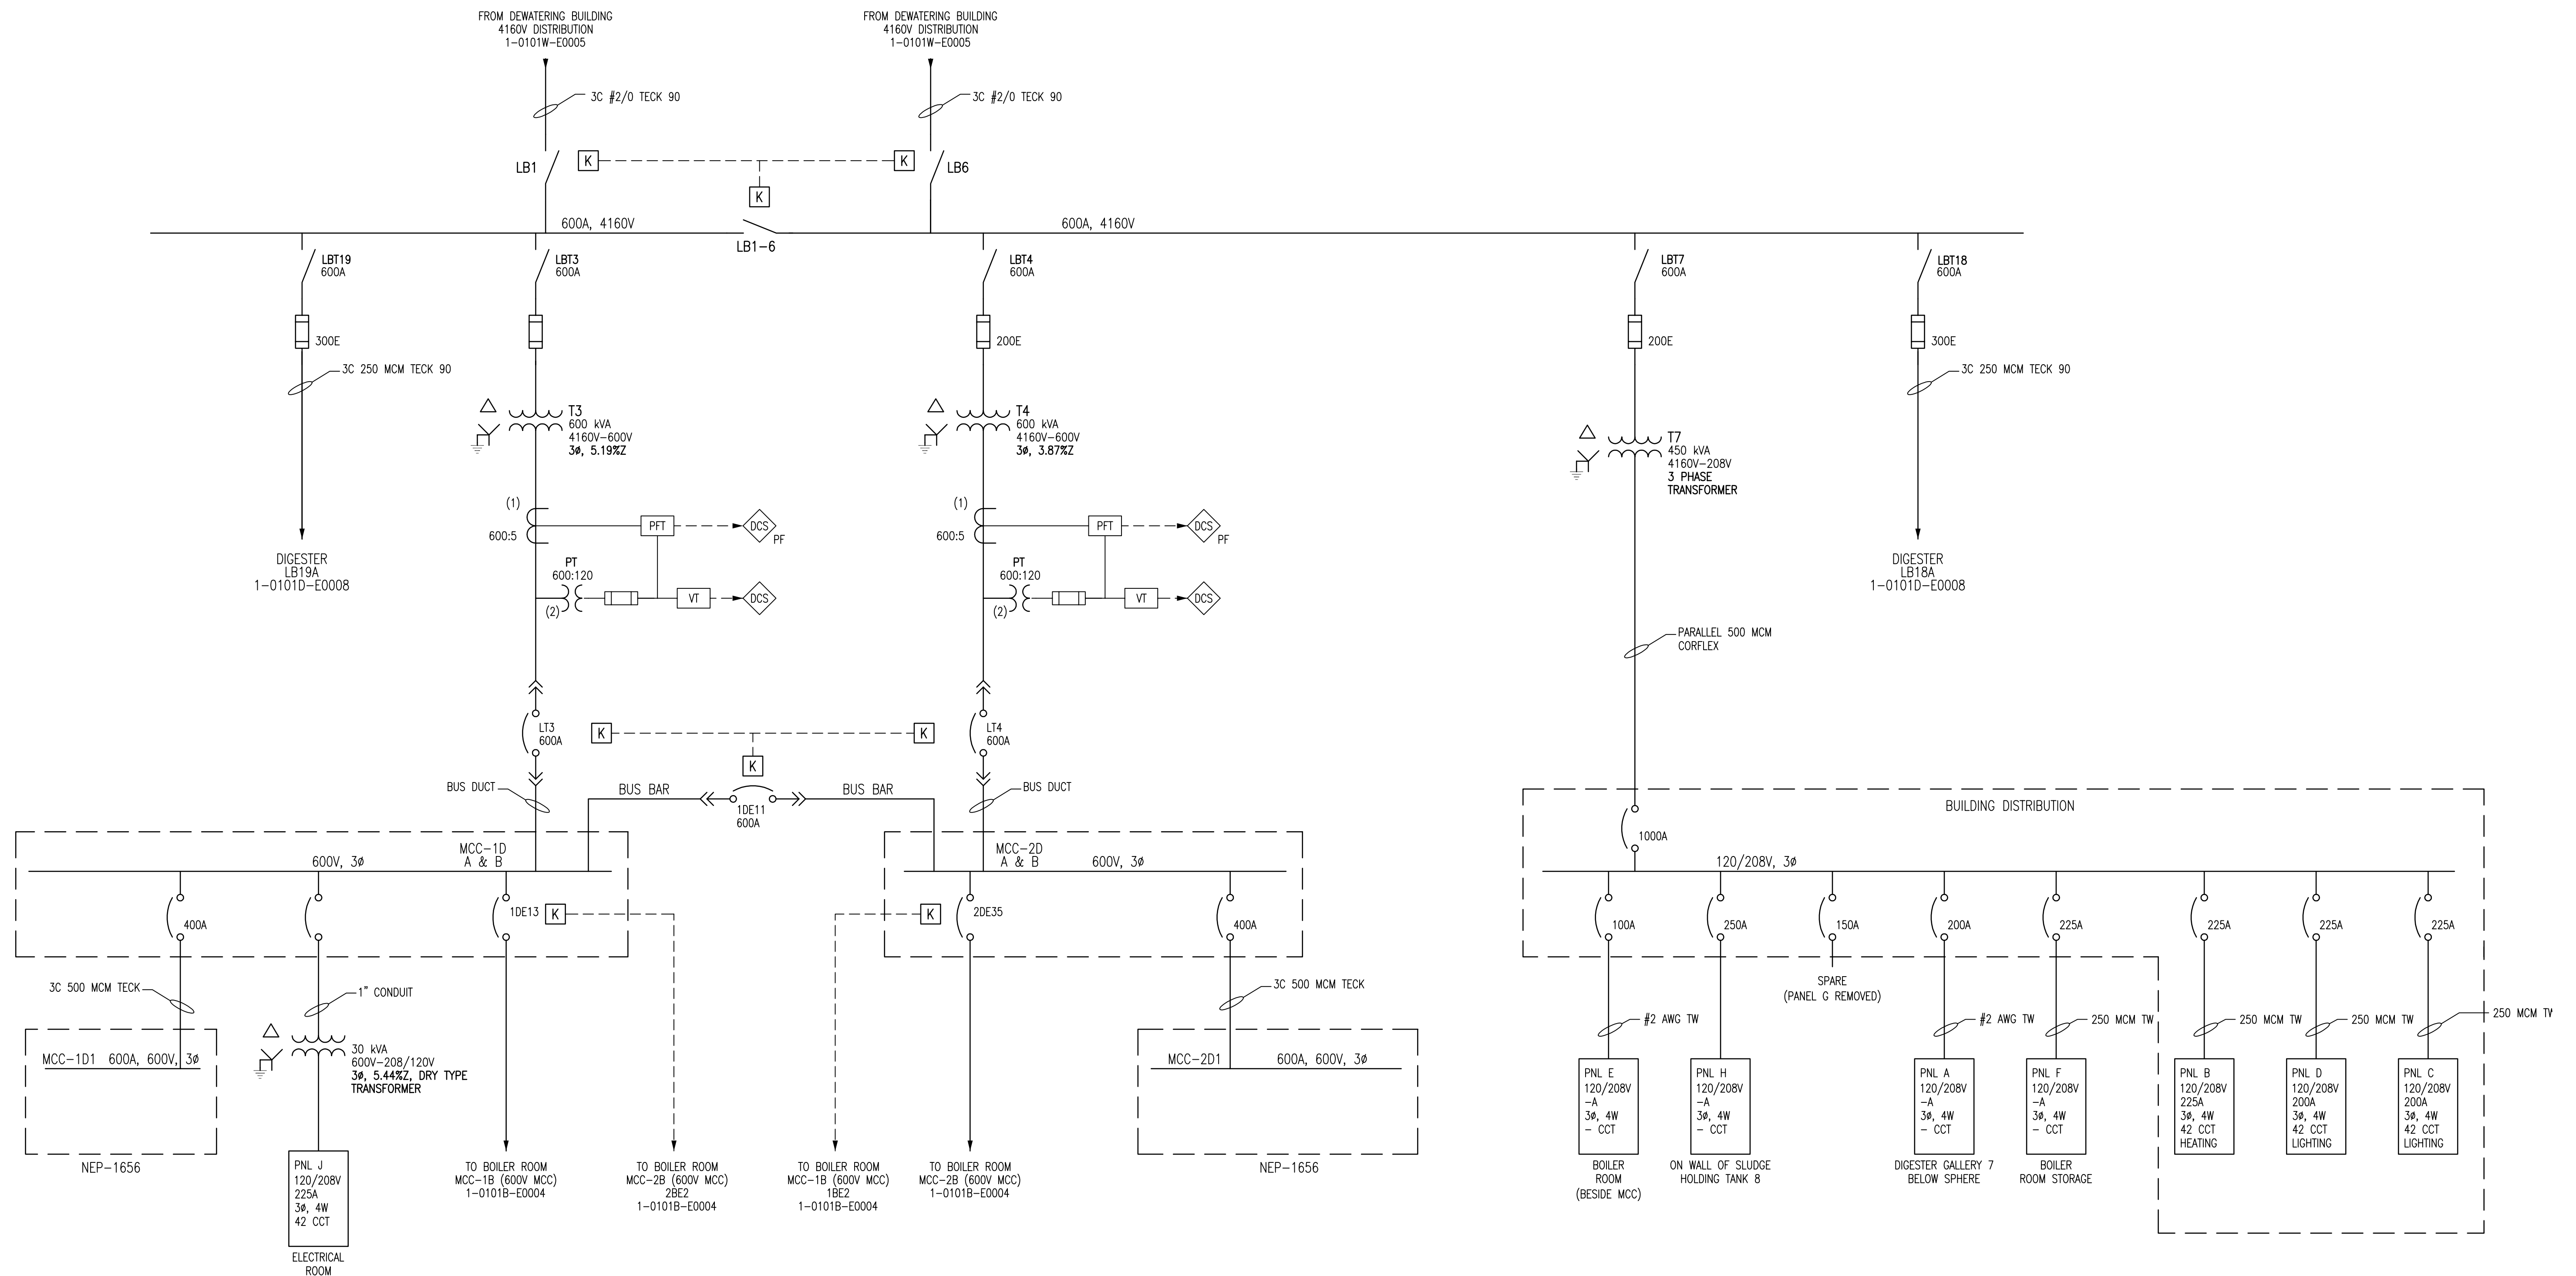 FROM DEWATERING BUILDING
4160V DISTRIBUTION
1-0101W-E0005
FROM DEWATERING BUILDING
4160V DISTRIBUTION
1-0101W-E0005
3C #2/0 TECK 90
3C #2/0 TECK 90
LB1
K
K
LB6
K
600A, 4160V
LB1-6
600A, 4160V
LBT19
600A
LBT3
600A
LBT4
600A
LBT7
600A
LBT18
600A
300E
200E
200E
300E
3C 250 MCM TECK 90
3C 250 MCM TECK 90
T3
600 kVA
4160V-600V
3ø, 5.19%Z
T4
600 kVA
4160V-600V
3ø, 3.87%Z
T7
450 kVA
4160V-208V
3 PHASE
TRANSFORMER
(1)
600:5
PFT
DCS
PF
PT
600:120
(2)
VT
DCS
(1)
600:5
PFT
DCS
PF
PT
600:120
(2)
VT
DCS
DIGESTER
LB19A
1-0101D-E0008
DIGESTER
LB18A
1-0101D-E0008
PARALLEL 500 MCM
CORFLEX
LT3
600A
K
K
K
LT4
600A
BUS DUCT
BUS BAR
1DE11
600A
BUS BAR
BUS DUCT
BUILDING DISTRIBUTION
1000A
120/208V, 3ø
MCC-1D
A & B
600V, 3ø
MCC-2D
A & B
600V, 3ø
400A
1DE13
K
K
2DE35
400A
100A
250A
150A
200A
225A
225A
225A
225A
SPARE
(PANEL G REMOVED)
3C 500 MCM TECK
1" CONDUIT
3C 500 MCM TECK
#2 AWG TW
#2 AWG TW
250 MCM TW
250 MCM TW
250 MCM TW
250 MCM TW
MCC-1D1 600A, 600V, 3ø
NEP-1656
30 kVA
600V-208/120V
3ø, 5.44%Z, DRY TYPE
TRANSFORMER
MCC-2D1 600A, 600V, 3ø
NEP-1656
PNL J
120/208V
225A
3ø, 4W
42 CCT
ELECTRICAL
ROOM
TO BOILER ROOM
MCC-1B (600V MCC)
1-0101B-E0004
TO BOILER ROOM
MCC-2B (600V MCC)
2BE2
1-0101B-E0004
TO BOILER ROOM
MCC-1B (600V MCC)
1BE2
1-0101B-E0004
TO BOILER ROOM
MCC-2B (600V MCC)
1-0101B-E0004
PNL E
120/208V
-A
3ø, 4W
- CCT
BOILER
ROOM
(BESIDE MCC)
PNL H
120/208V
-A
3ø, 4W
- CCT
ON WALL OF SLUDGE
HOLDING TANK 8
PNL A
120/208V
-A
3ø, 4W
- CCT
DIGESTER GALLERY 7
BELOW SPHERE
PNL F
120/208V
-A
3ø, 4W
- CCT
BOILER
ROOM STORAGE
PNL B
120/208V
225A
3ø, 4W
42 CCT
HEATING
PNL D
120/208V
200A
3ø, 4W
42 CCT
LIGHTING
PNL C
120/208V
200A
3ø, 4W
42 CCT
LIGHTING